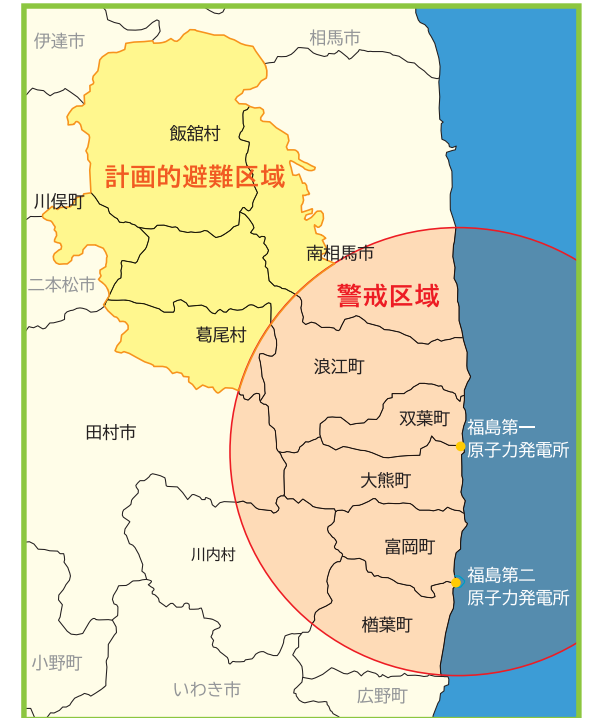 伊達市
相馬市
飯舘村
計画的避難区域
川俣町
南相馬市
二本松市
警戒区域
葛尾村
浪江町
双葉町
福島第一
原子力発電所
田村市
大熊町
富岡町
川内村
福島第二
原子力発電所
楢葉町
小野町
いわき市
広野町